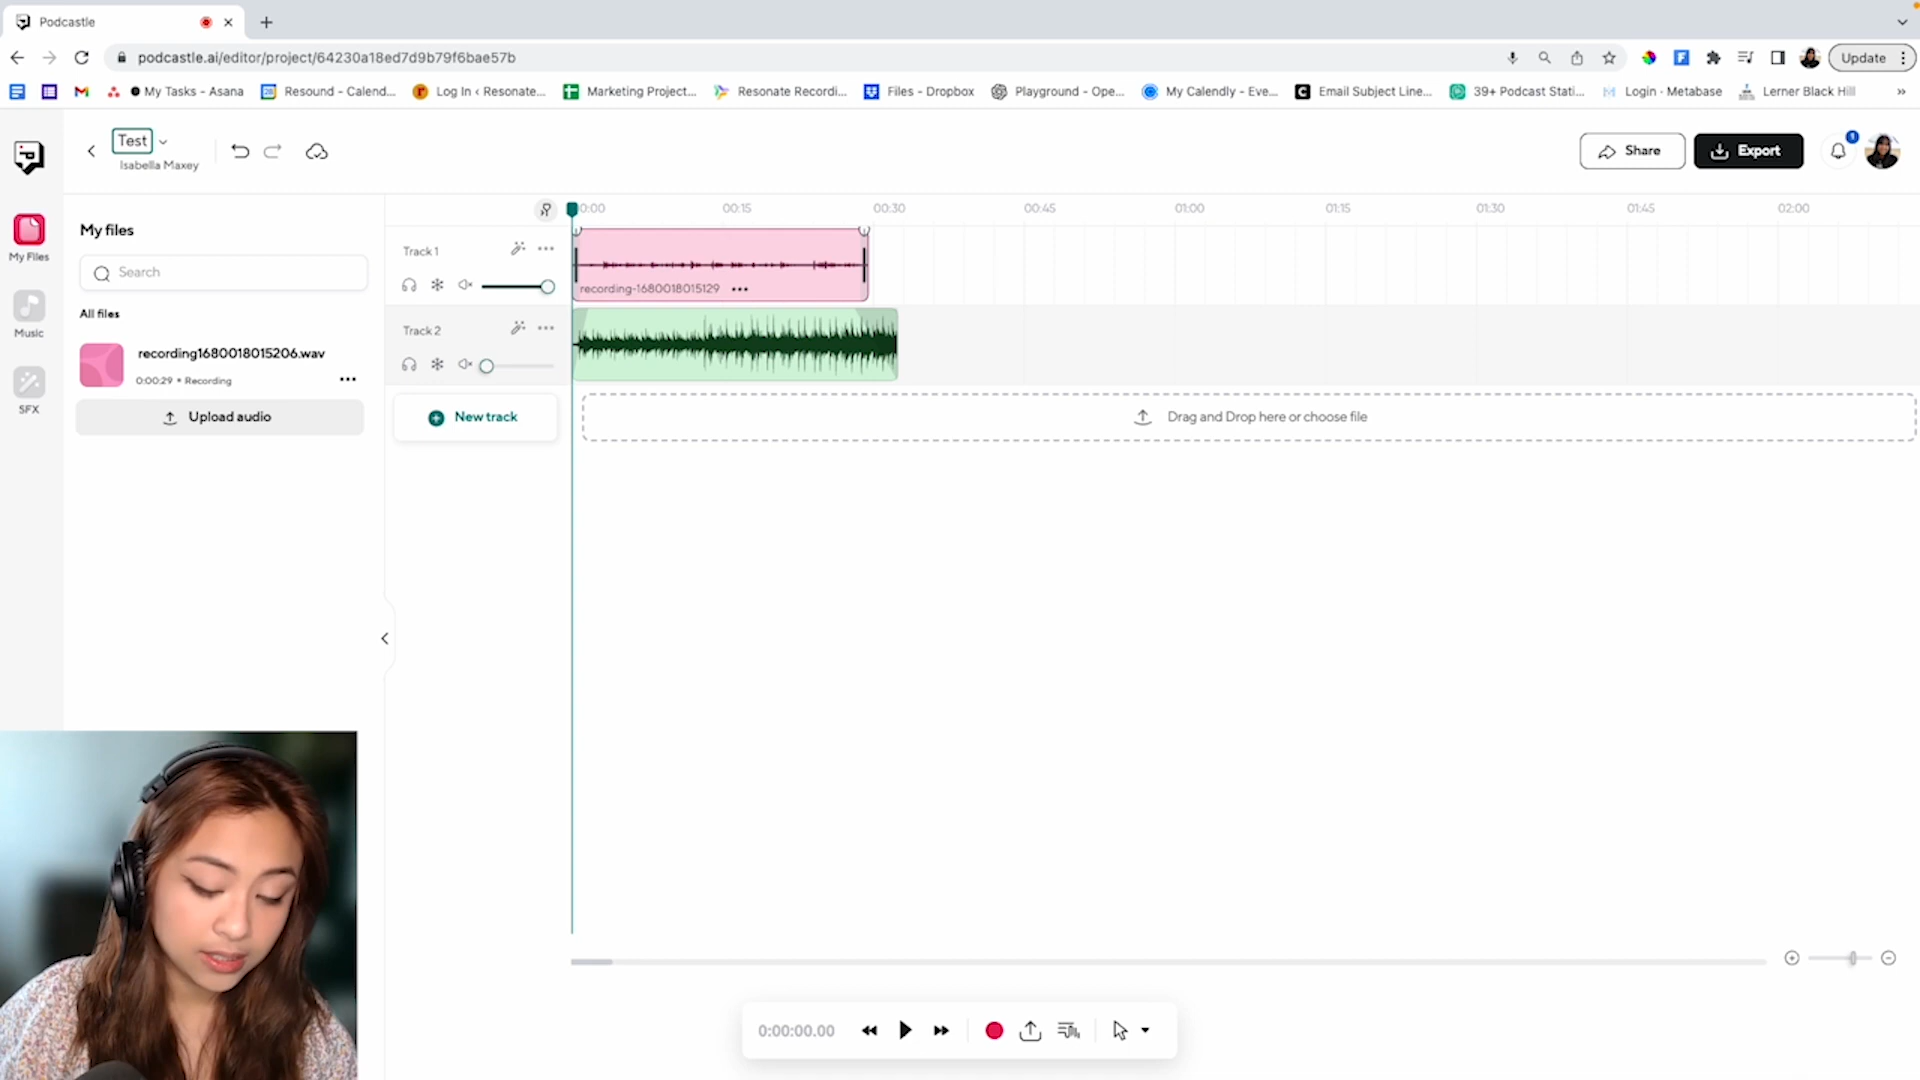 Podcastle
podcastle.ai/editor/project/64230a18ed7d9b79f6bae57b
Update
My Tasks - Asana
Resound - Calend...
Log In ‹ Resonate...
Marketing Project...
Resonate Recordi...
Files - Dropbox
Playground - Ope...
My Calendly - Eve...
Email Subject Line...
39+ Podcast Stati...
Login · Metabase
Lerner Black Hill
»
Test
Isabella Maxey
Share
Export
1
My Files
Music
SFX
My files
Search
All files
recording1680018015206.wav
0:00:29 • Recording
Upload audio
0:00
00:15
00:30
00:45
01:00
01:15
01:30
01:45
02:00
Track 1
recording-1680018015129
Track 2
New track
Drag and Drop here or choose file
0:00:00.00